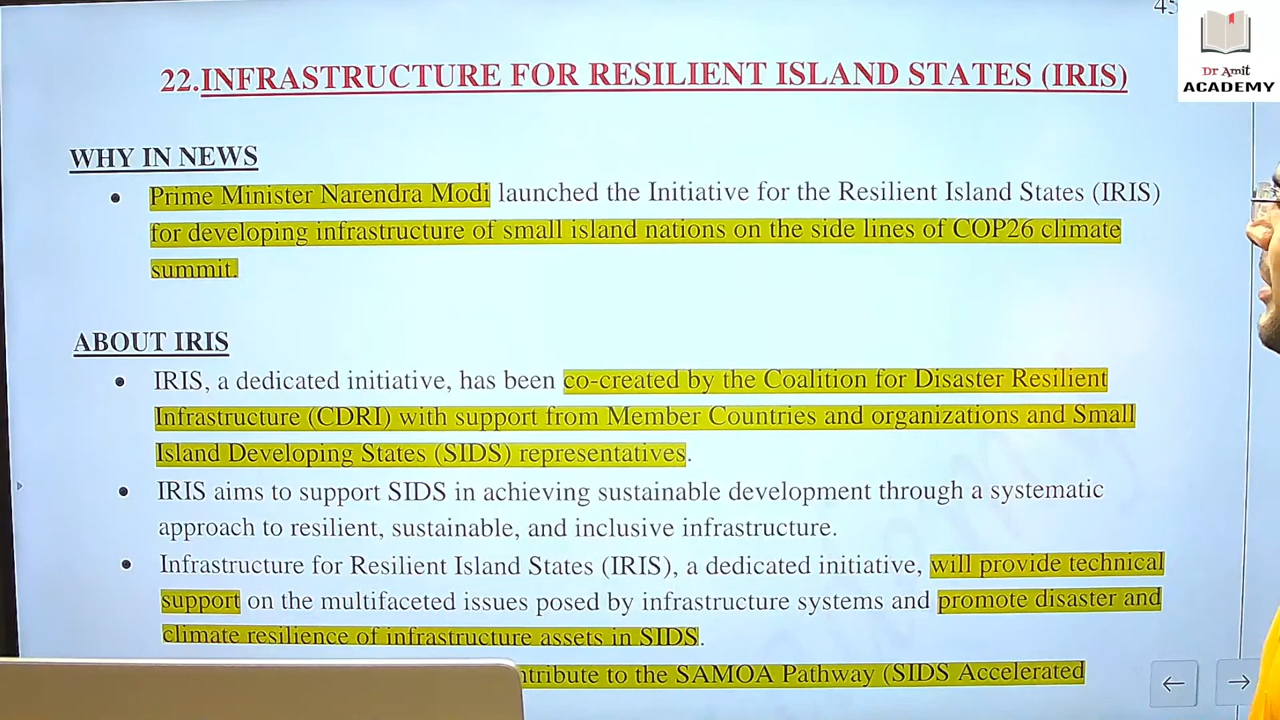 45
Dr Amit
ACADEMY
22.INFRASTRUCTURE FOR RESILIENT ISLAND STATES (IRIS)
WHY IN NEWS
• Prime Minister Narendra Modi launched the Initiative for the Resilient Island States (IRIS)
for developing infrastructure of small island nations on the side lines of COP26 climate
summit.
ABOUT IRIS
• IRIS, a dedicated initiative, has been co-created by the Coalition for Disaster Resilient
Infrastructure (CDRI) with support from Member Countries and organizations and Small
Island Developing States (SIDS) representatives.
• IRIS aims to support SIDS in achieving sustainable development through a systematic
approach to resilient, sustainable, and inclusive infrastructure.
• Infrastructure for Resilient Island States (IRIS), a dedicated initiative, will provide technical
support on the multifaceted issues posed by infrastructure systems and promote disaster and
climate resilience of infrastructure assets in SIDS.
ntribute to the SAMOA Pathway (SIDS Accelerated